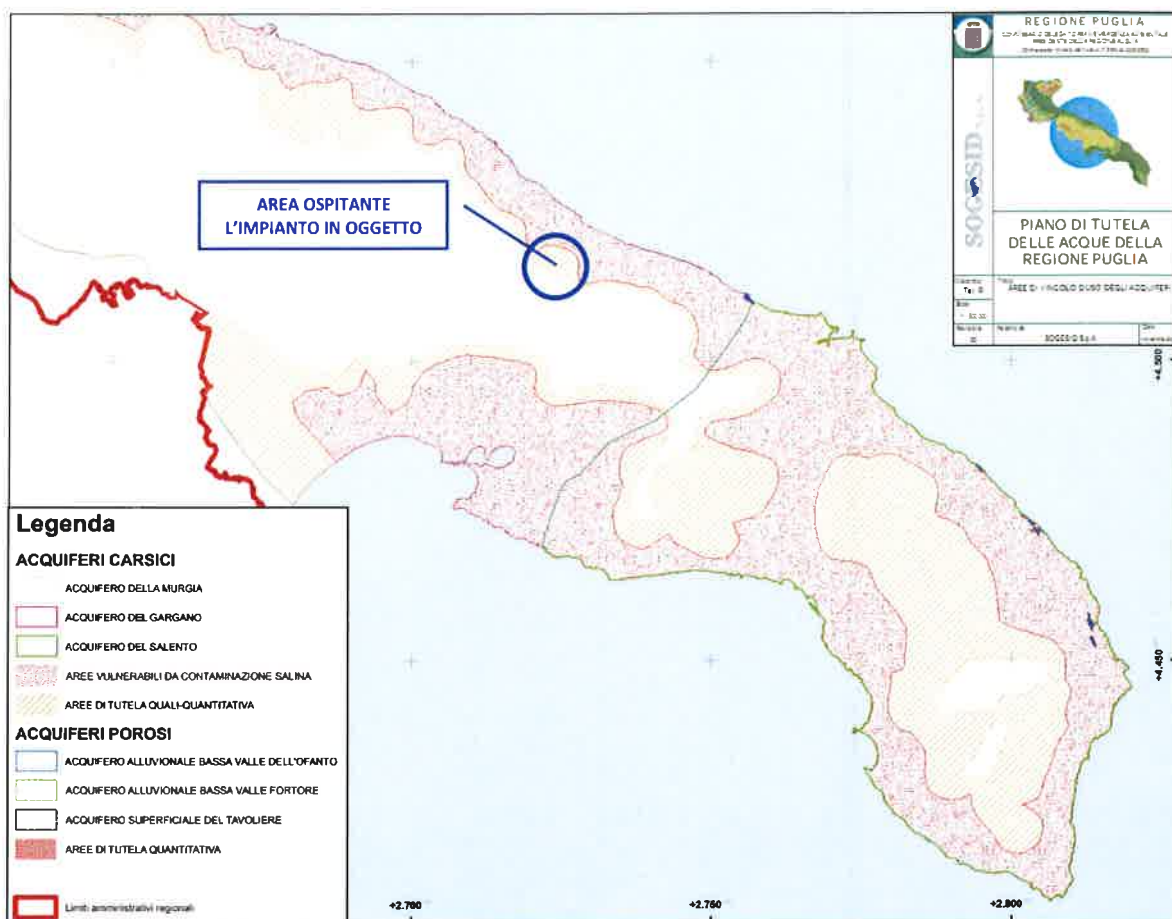 REGIONE PUGLIA
SOGESID
PIANO DI TUTELA
DELLE ACQUE DELLA
REGIONE PUGLIA
AREE DI VINCOLO D'USO DEGLI ACQUIFERI
SOGESID S.p.A.
AREA OSPITANTE
L'IMPIANTO IN OGGETTO
+4.500
+4.450
Legenda
ACQUIFERI CARSICI
ACQUIFERO DELLA MURGIA
ACQUIFERO DEL GARGANO
ACQUIFERO DEL SALENTO
AREE VULNERABILI DA CONTAMINAZIONE SALINA
AREE DI TUTELA QUALI-QUANTITATIVA
ACQUIFERI POROSI
ACQUIFERO ALLUVIONALE BASSA VALLE DELL'OFANTO
ACQUIFERO ALLUVIONALE BASSA VALLE FORTORE
ACQUIFERO SUPERFICIALE DEL TAVOLIERE
AREE DI TUTELA QUANTITATIVA
Limiti amministrativi regionali
+2.700
+2.750
+2.800